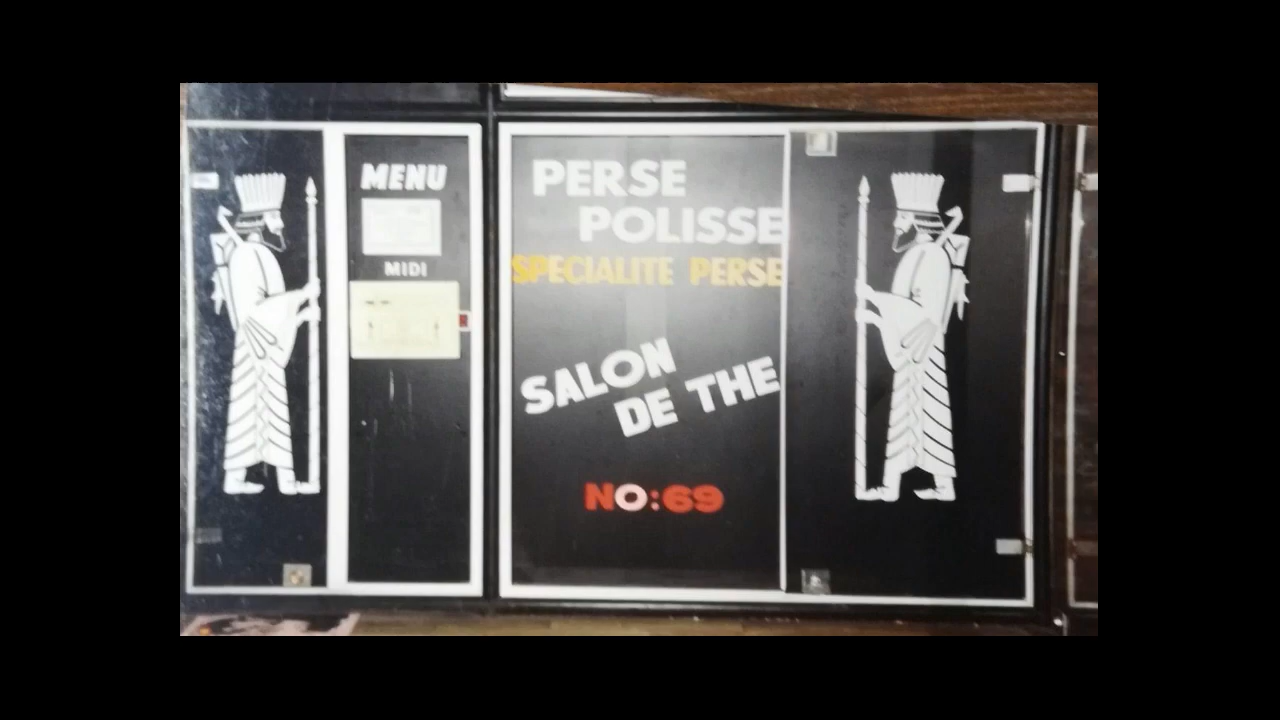 MENU
MIDI
PERSE
POLISSE
SPECIALITE PERSE
SALON
DE THE
NO:69